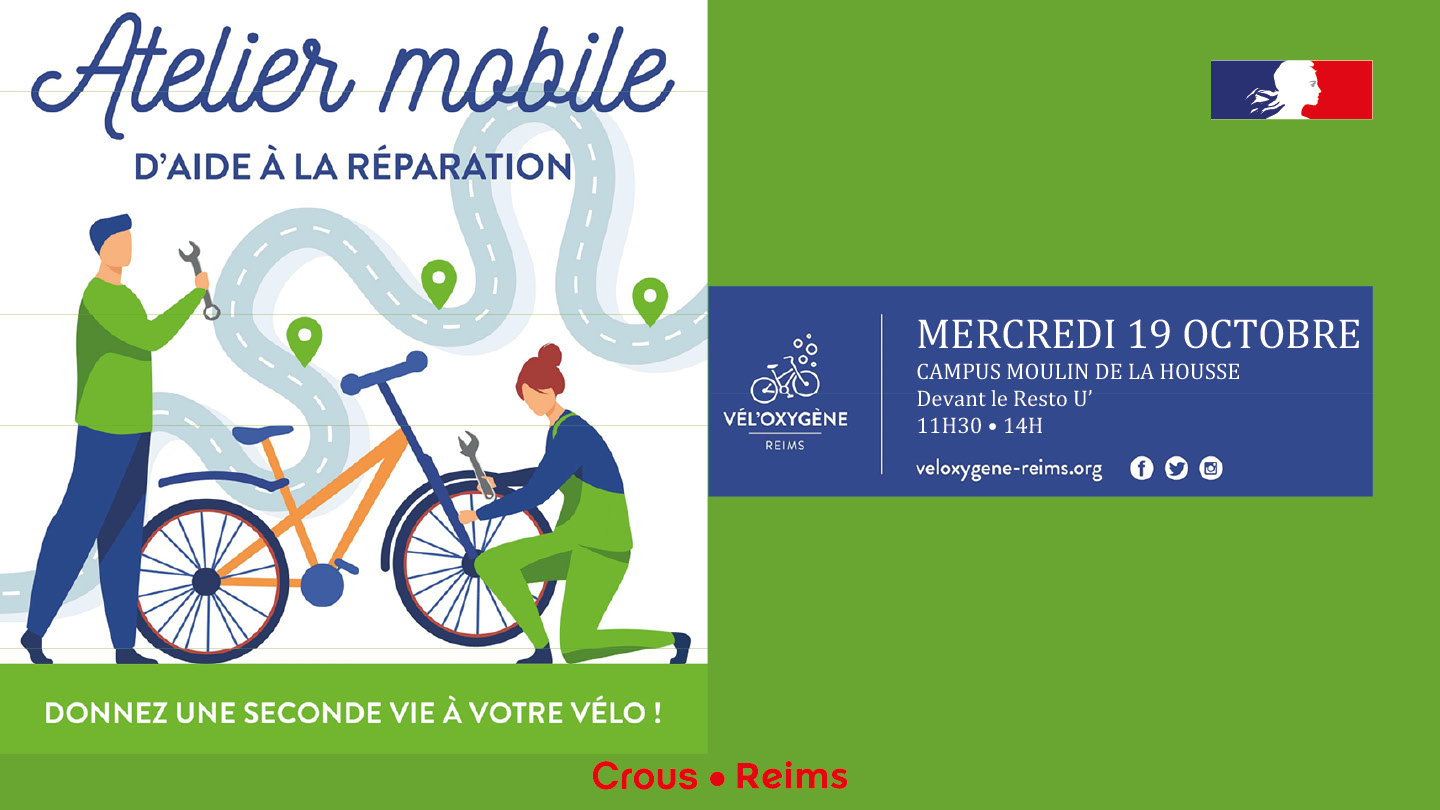 Atelier mobile
D'AIDE À LA RÉPARATION
DONNEZ UNE SECONDE VIE À VOTRE VÉLO !
VÉL'OXYGÈNE
REIMS
MERCREDI 19 OCTOBRE
CAMPUS MOULIN DE LA HOUSSE
Devant le Resto U’
11H30 • 14H
veloxygene-reims.org
Crous • Reims